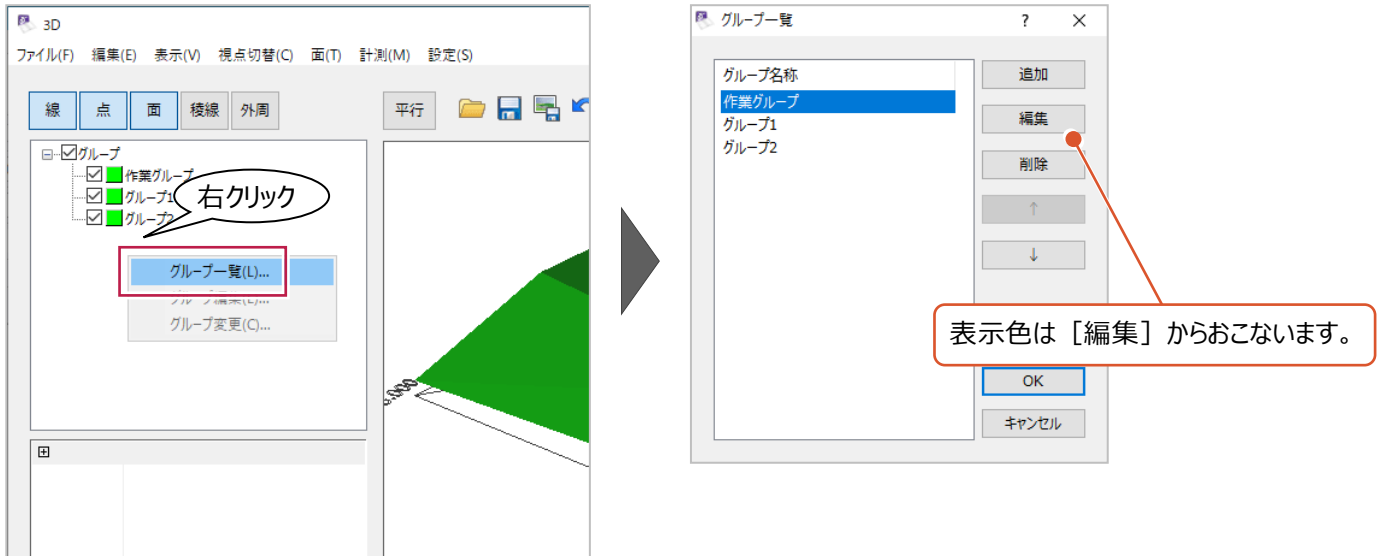 3D
ファイル(F) 編集(E) 表示(V) 視点切替(C) 面(T) 計測(M) 設定(S)
線 点 面 稜線 外周 平行
グループ
作業グループ
グループ1
グループ2
右クリック
グループ一覧(L)...
グループ編集(E)...
グループ変更(C)...
グループ一覧
? ×
グループ名称
作業グループ
グループ1
グループ2
追加
編集
削除
↑
↓
表示色は［編集］からおこないます。
OK
キャンセル